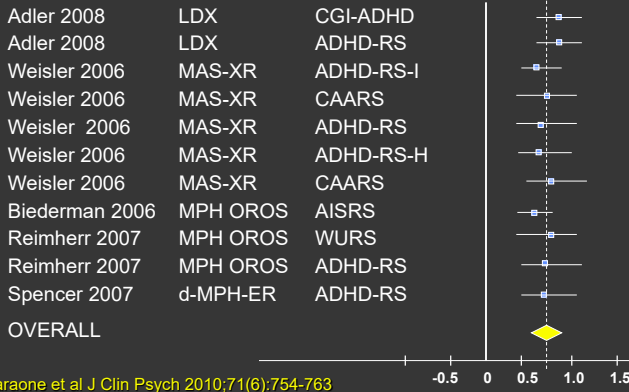 Adler 2008 LDX CGI-ADHD
Adler 2008 LDX ADHD-RS
Weisler 2006 MAS-XR ADHD-RS-I
Weisler 2006 MAS-XR CAARS
Weisler 2006 MAS-XR ADHD-RS
Weisler 2006 MAS-XR ADHD-RS-H
Weisler 2006 MAS-XR CAARS
Biederman 2006 MPH OROS AISRS
Reimherr 2007 MPH OROS WURS
Reimherr 2007 MPH OROS ADHD-RS
Spencer 2007 d-MPH-ER ADHD-RS
OVERALL
-0.5 0 0.5 1.0 1.5
araone et al J Clin Psych 2010;71(6):754-763